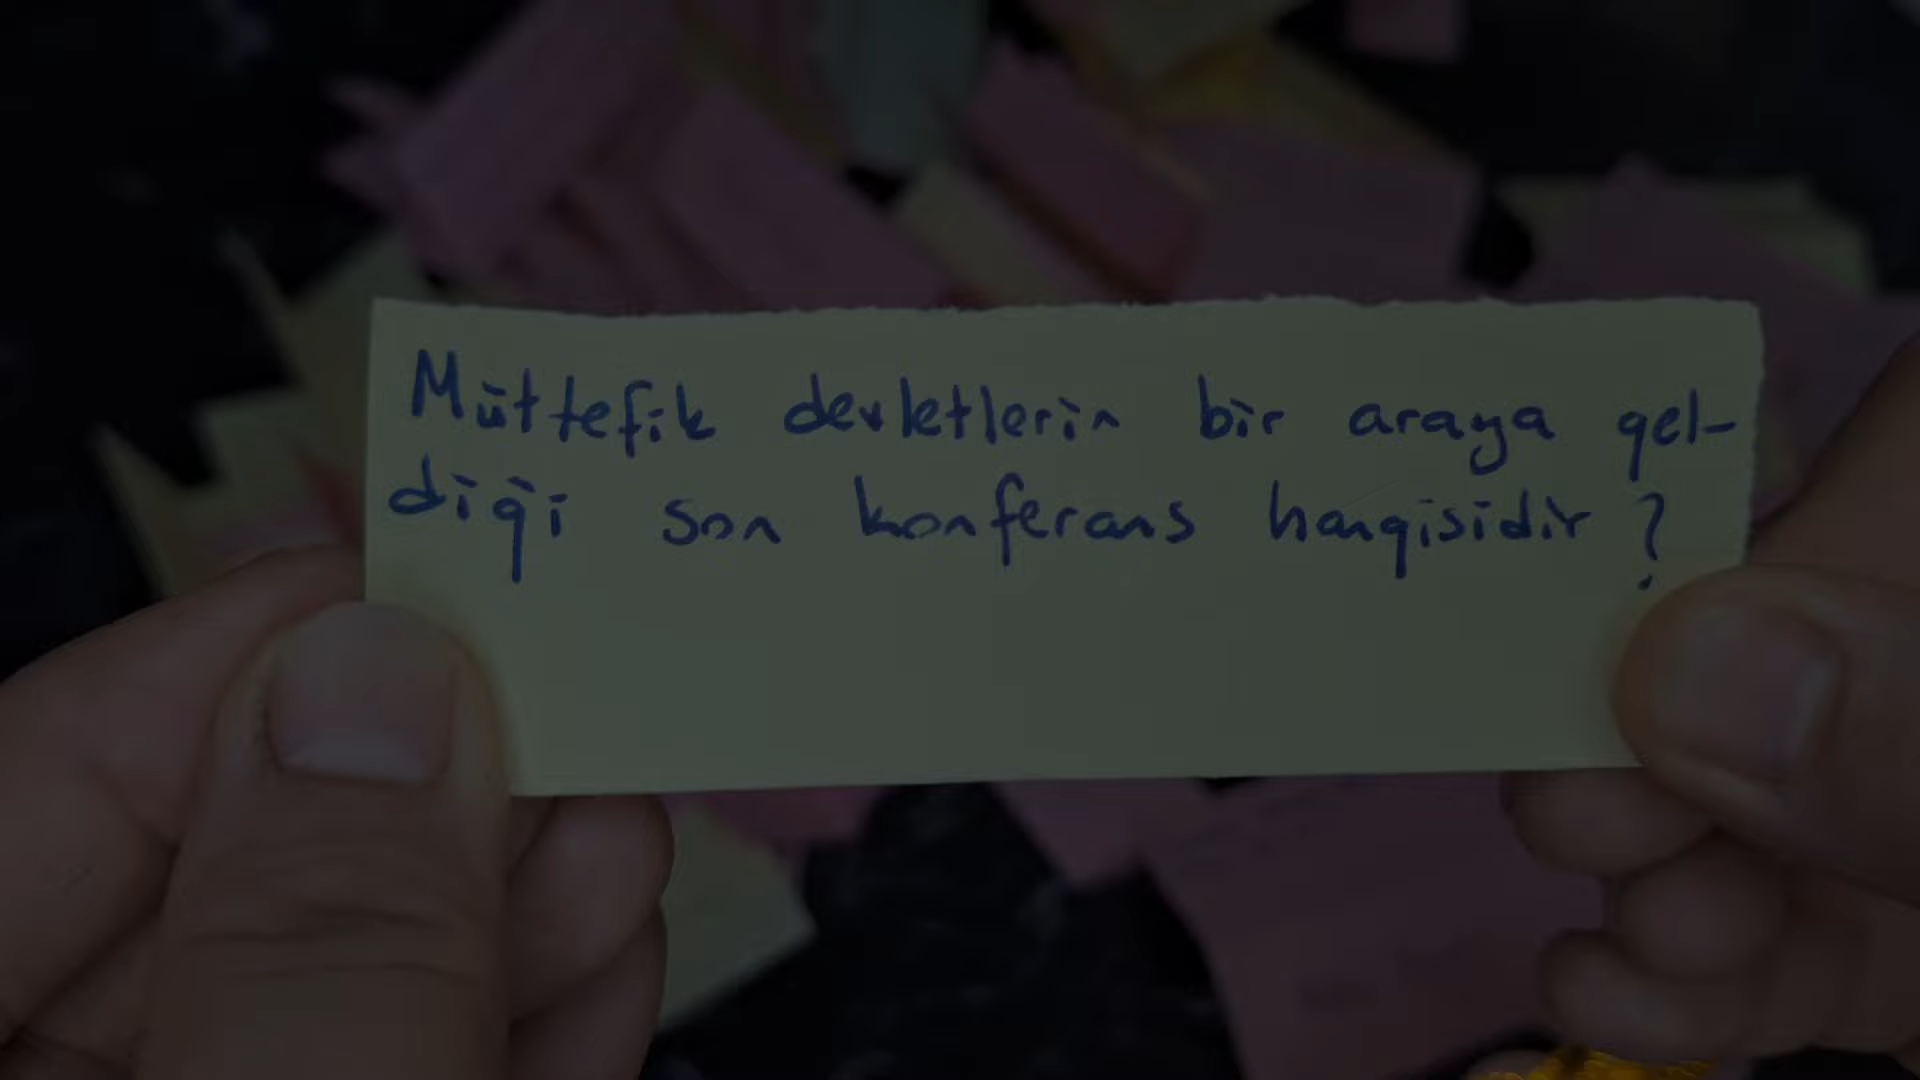 Müttefik devletlerin bir araya gel-
diği son konferans hangisidir?